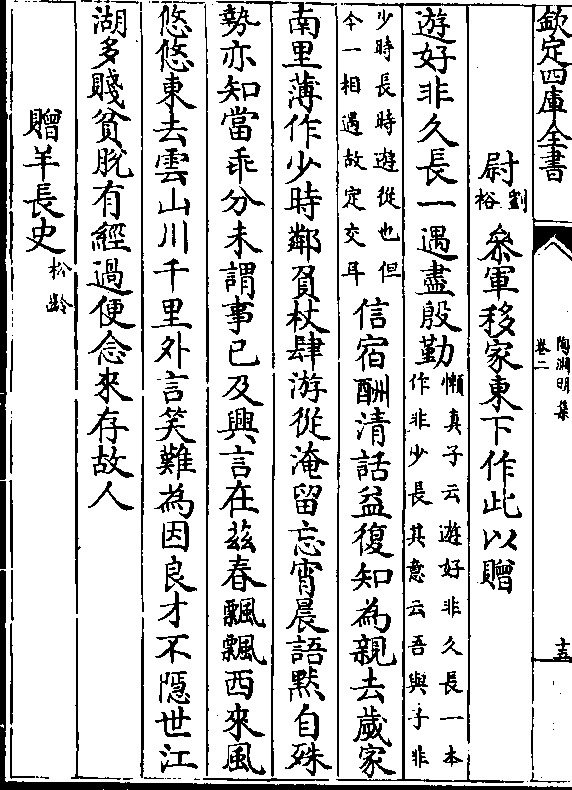 欽定四庫全書
陶淵明集
卷二
十五
尉劉裕叅軍移家東下作此以贈
遊好非久長一遇盡殷勤懶真子云遊好非久長一本
作非少長其意云吾與子非
少時長時遊從也但
今一相遇故定交耳信宿酬清話益復知為親去歲家
南里薄作少時鄰負杖肆游從淹留忘宵晨語黙自殊
勢亦知當乖分未謂事已及興言在兹春飄飄西來風
悠悠東去雲山川千里外言笑難為因良才不隱世江
湖多賤貧脫有經過便念來存故人
贈羊長史松齡